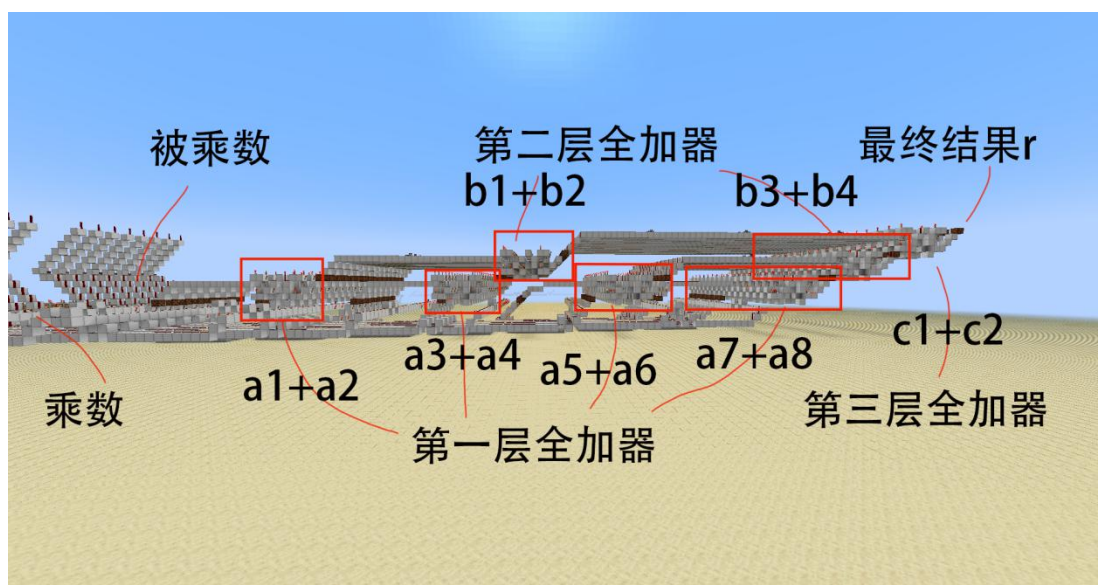 被乘数
第二层全加器
最终结果r
b1+b2
b3+b4
a3+a4
a5+a6
a7+a8
c1+c2
a1+a2
乘数
第一层全加器
第三层全加器